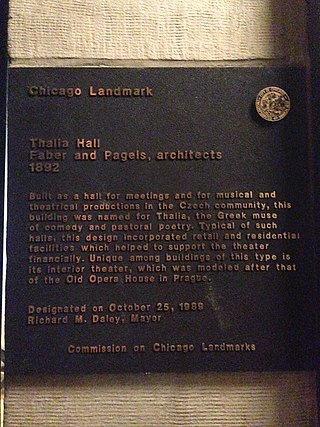 Chicago Landmark
Thalia Hall
Faber and Pagels, architects
1892
Built as a hall for meetings and for musical and
theatrical productions in the Czech community, this
building was named for Thalia, the Greek muse
of comedy and pastoral poetry. Typical of such
halls, this design incorporated retail and residential
facilities which helped to support the theater
financially. Unique among buildings of this type is
its interior theater, which was modeled after that
of the Old Opera House in Prague.
Designated on October 25, 1989
Richard M. Daley, Mayor
Commission on Chicago Landmarks